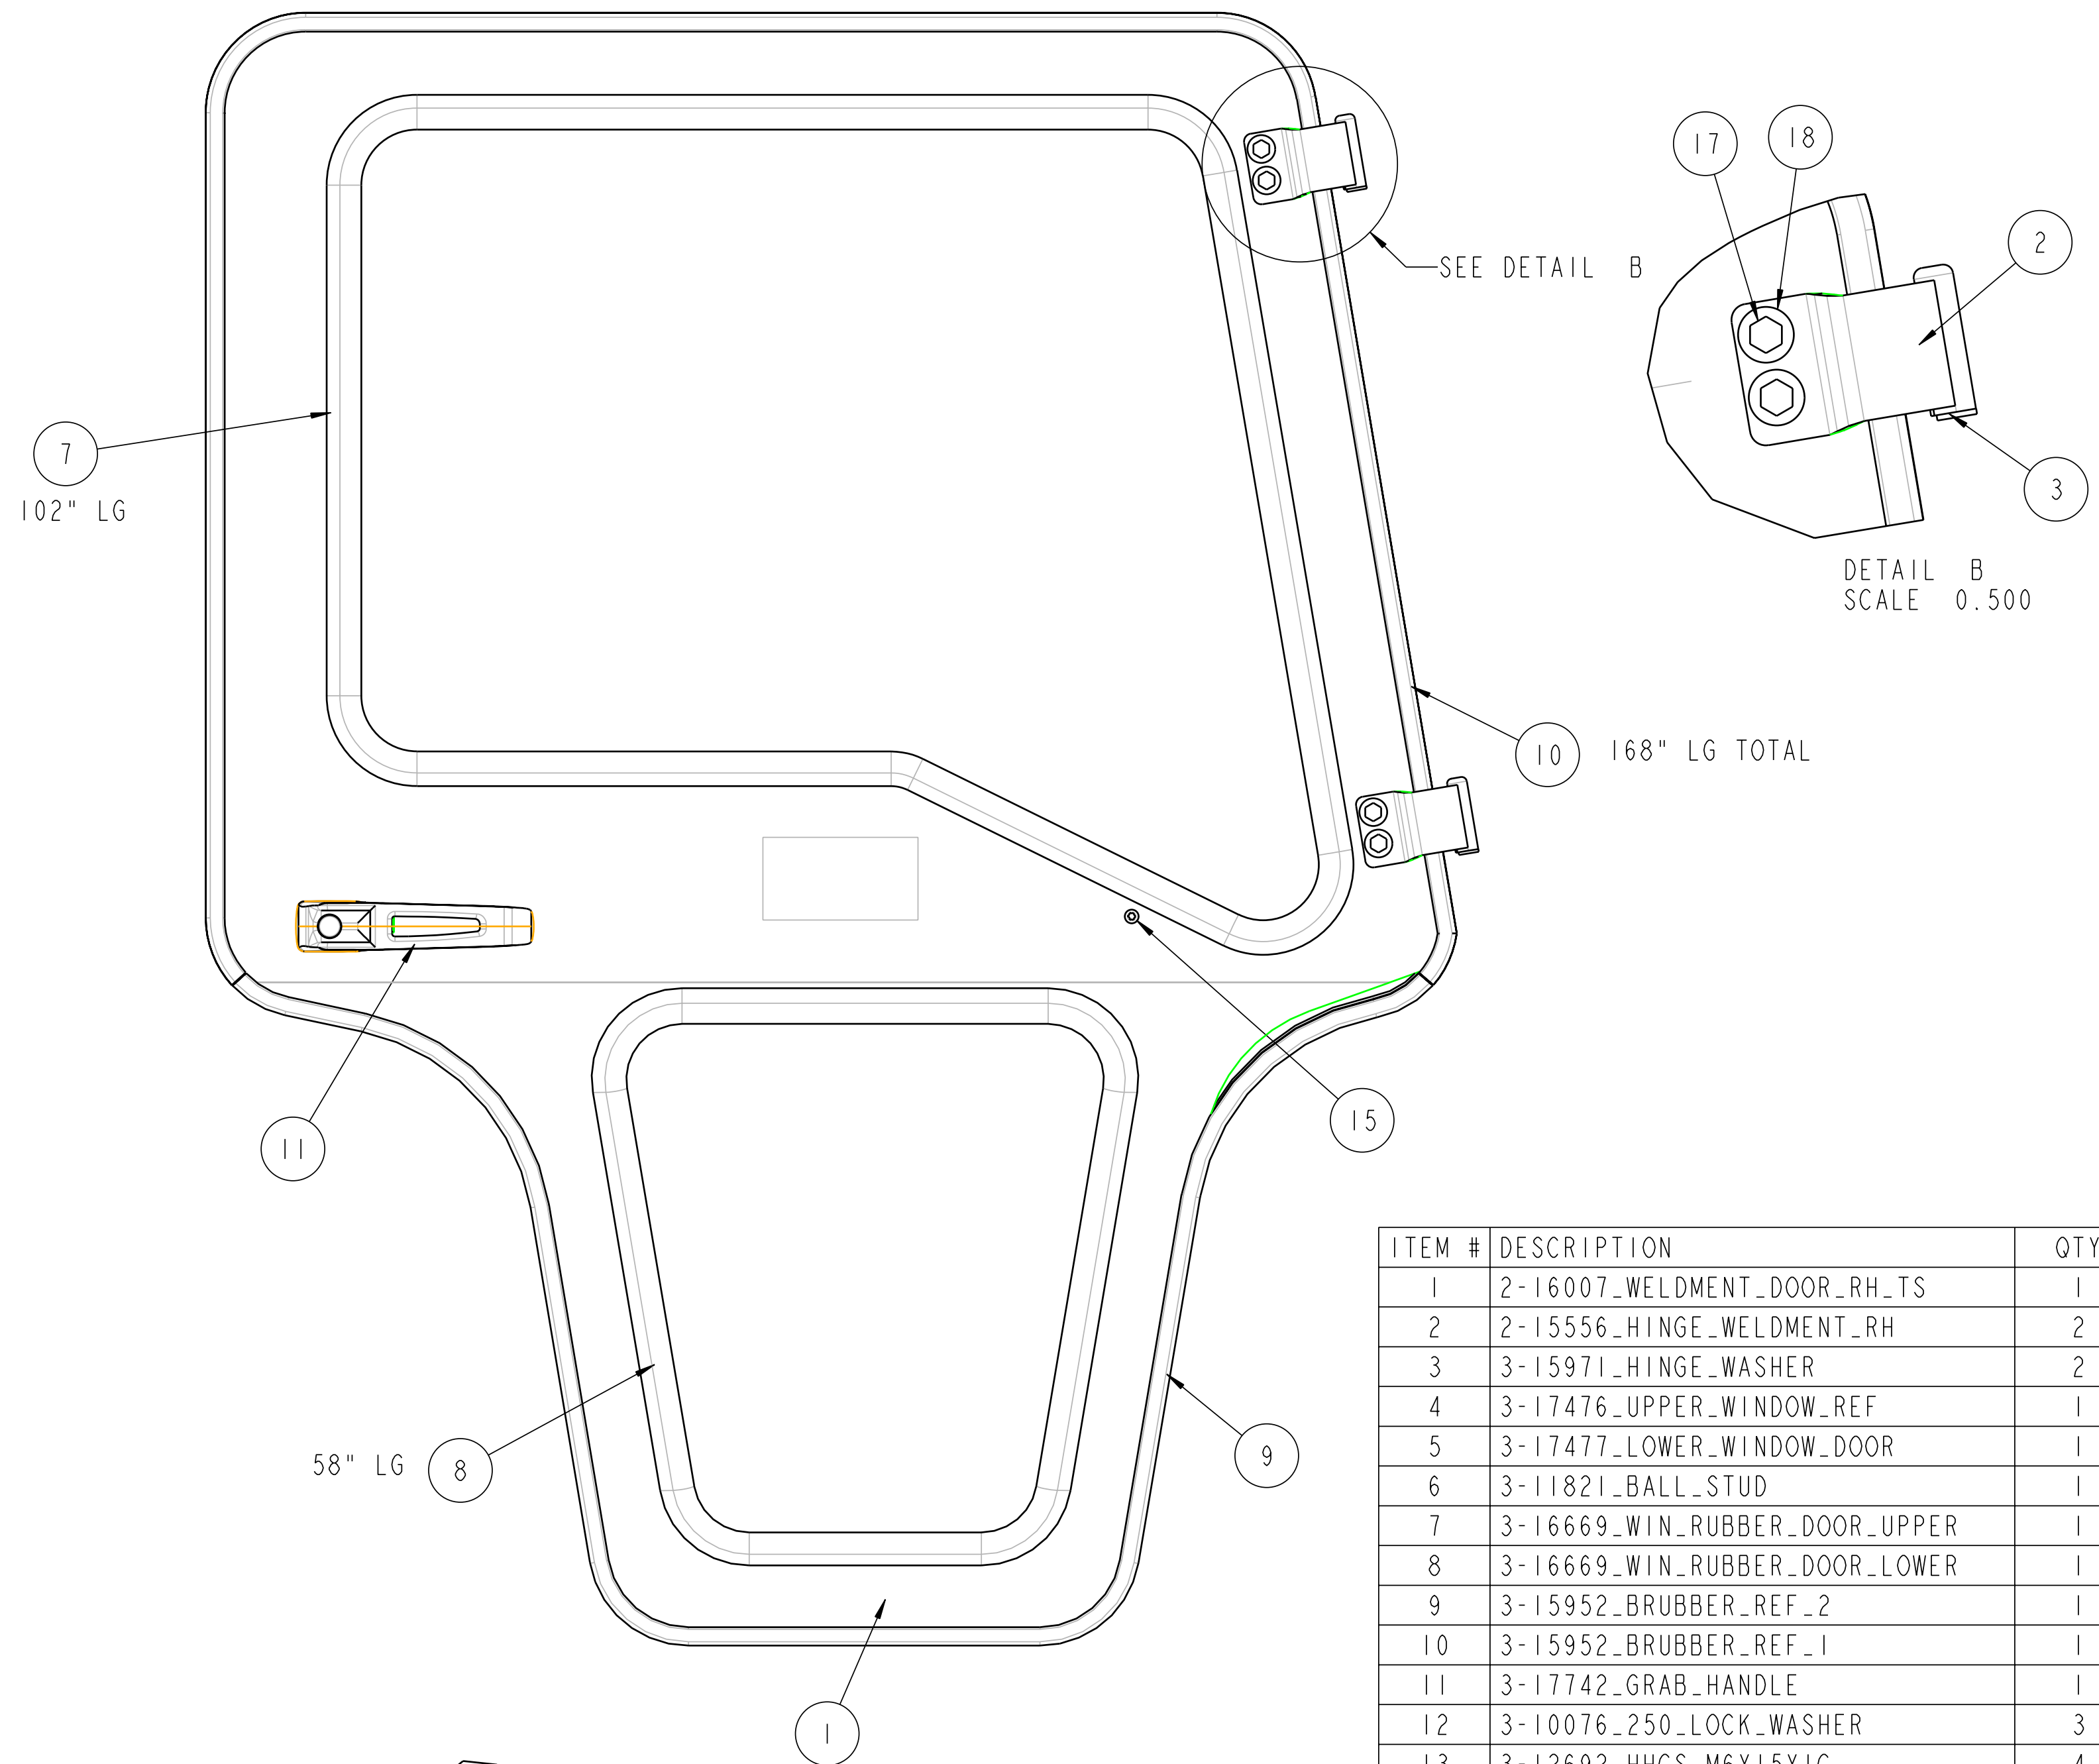 17
18
2
SEE DETAIL B
7
102" LG
3
DETAIL B
SCALE 0.500
10 168" LG TOTAL
11
15
58" LG 8
9
1
ITEM # DESCRIPTION QTY
1 2-16007_WELDMENT_DOOR_RH_TS 1
2 2-15556_HINGE_WELDMENT_RH 2
3 3-15971_HINGE_WASHER 2
4 3-17476_UPPER_WINDOW_REF 1
5 3-17477_LOWER_WINDOW_DOOR 1
6 3-11821_BALL_STUD 1
7 3-16669_WIN_RUBBER_DOOR_UPPER 1
8 3-16669_WIN_RUBBER_DOOR_LOWER 1
9 3-15952_BRUBBER_REF_2 1
10 3-15952_BRUBBER_REF_1 1
11 3-17742_GRAB_HANDLE 1
12 3-10076_250_LOCK_WASHER 3
13